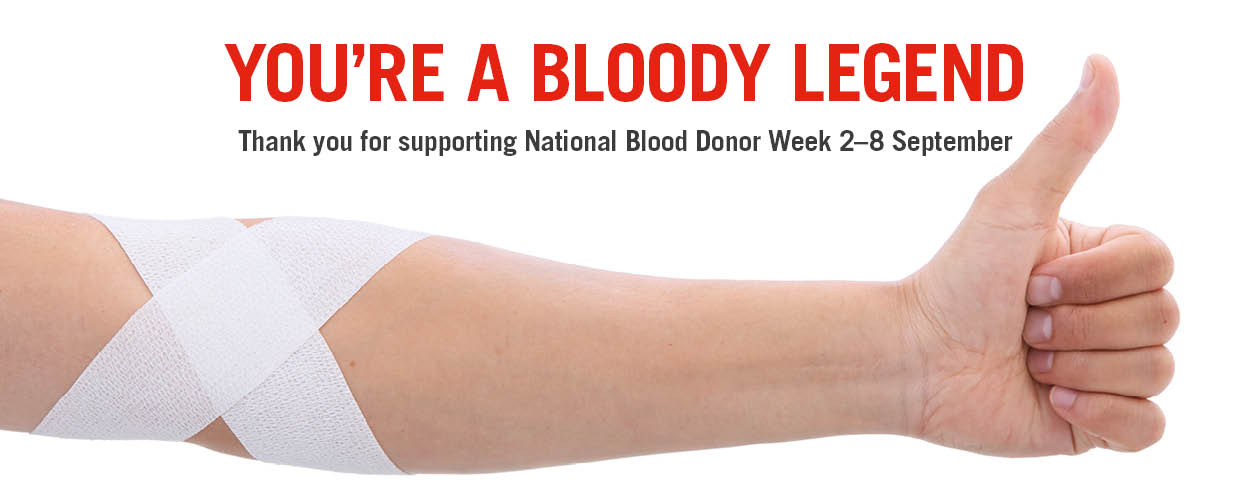 YOU'RE A BLOODY LEGEND
Thank you for supporting National Blood Donor Week 2–8 September